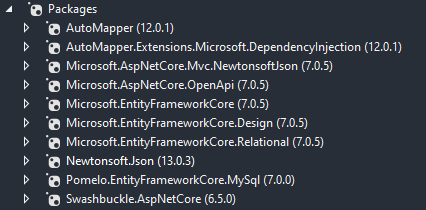 Packages
AutoMapper (12.0.1)
AutoMapper.Extensions.Microsoft.DependencyInjection (12.0.1)
Microsoft.AspNetCore.Mvc.NewtonsoftJson (7.0.5)
Microsoft.AspNetCore.OpenApi (7.0.5)
Microsoft.EntityFrameworkCore (7.0.5)
Microsoft.EntityFrameworkCore.Design (7.0.5)
Microsoft.EntityFrameworkCore.Relational (7.0.5)
Newtonsoft.Json (13.0.3)
Pomelo.EntityFrameworkCore.MySql (7.0.0)
Swashbuckle.AspNetCore (6.5.0)